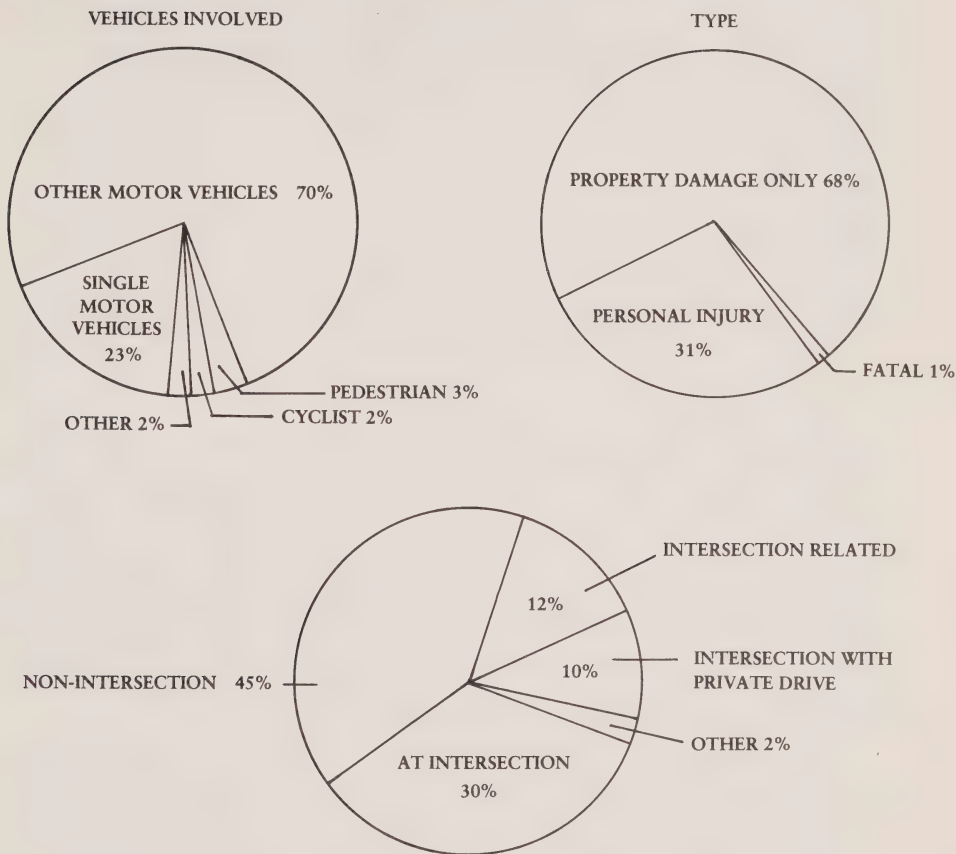 VEHICLES INVOLVED
OTHER MOTOR VEHICLES 70%
SINGLE
MOTOR
VEHICLES
23%
PEDESTRIAN 3%
CYCLIST 2%
OTHER 2%
TYPE
PROPERTY DAMAGE ONLY 68%
PERSONAL INJURY
31%
FATAL 1%
INTERSECTION RELATED
12%
INTERSECTION WITH
PRIVATE DRIVE
10%
NON-INTERSECTION 45%
OTHER 2%
AT INTERSECTION
30%